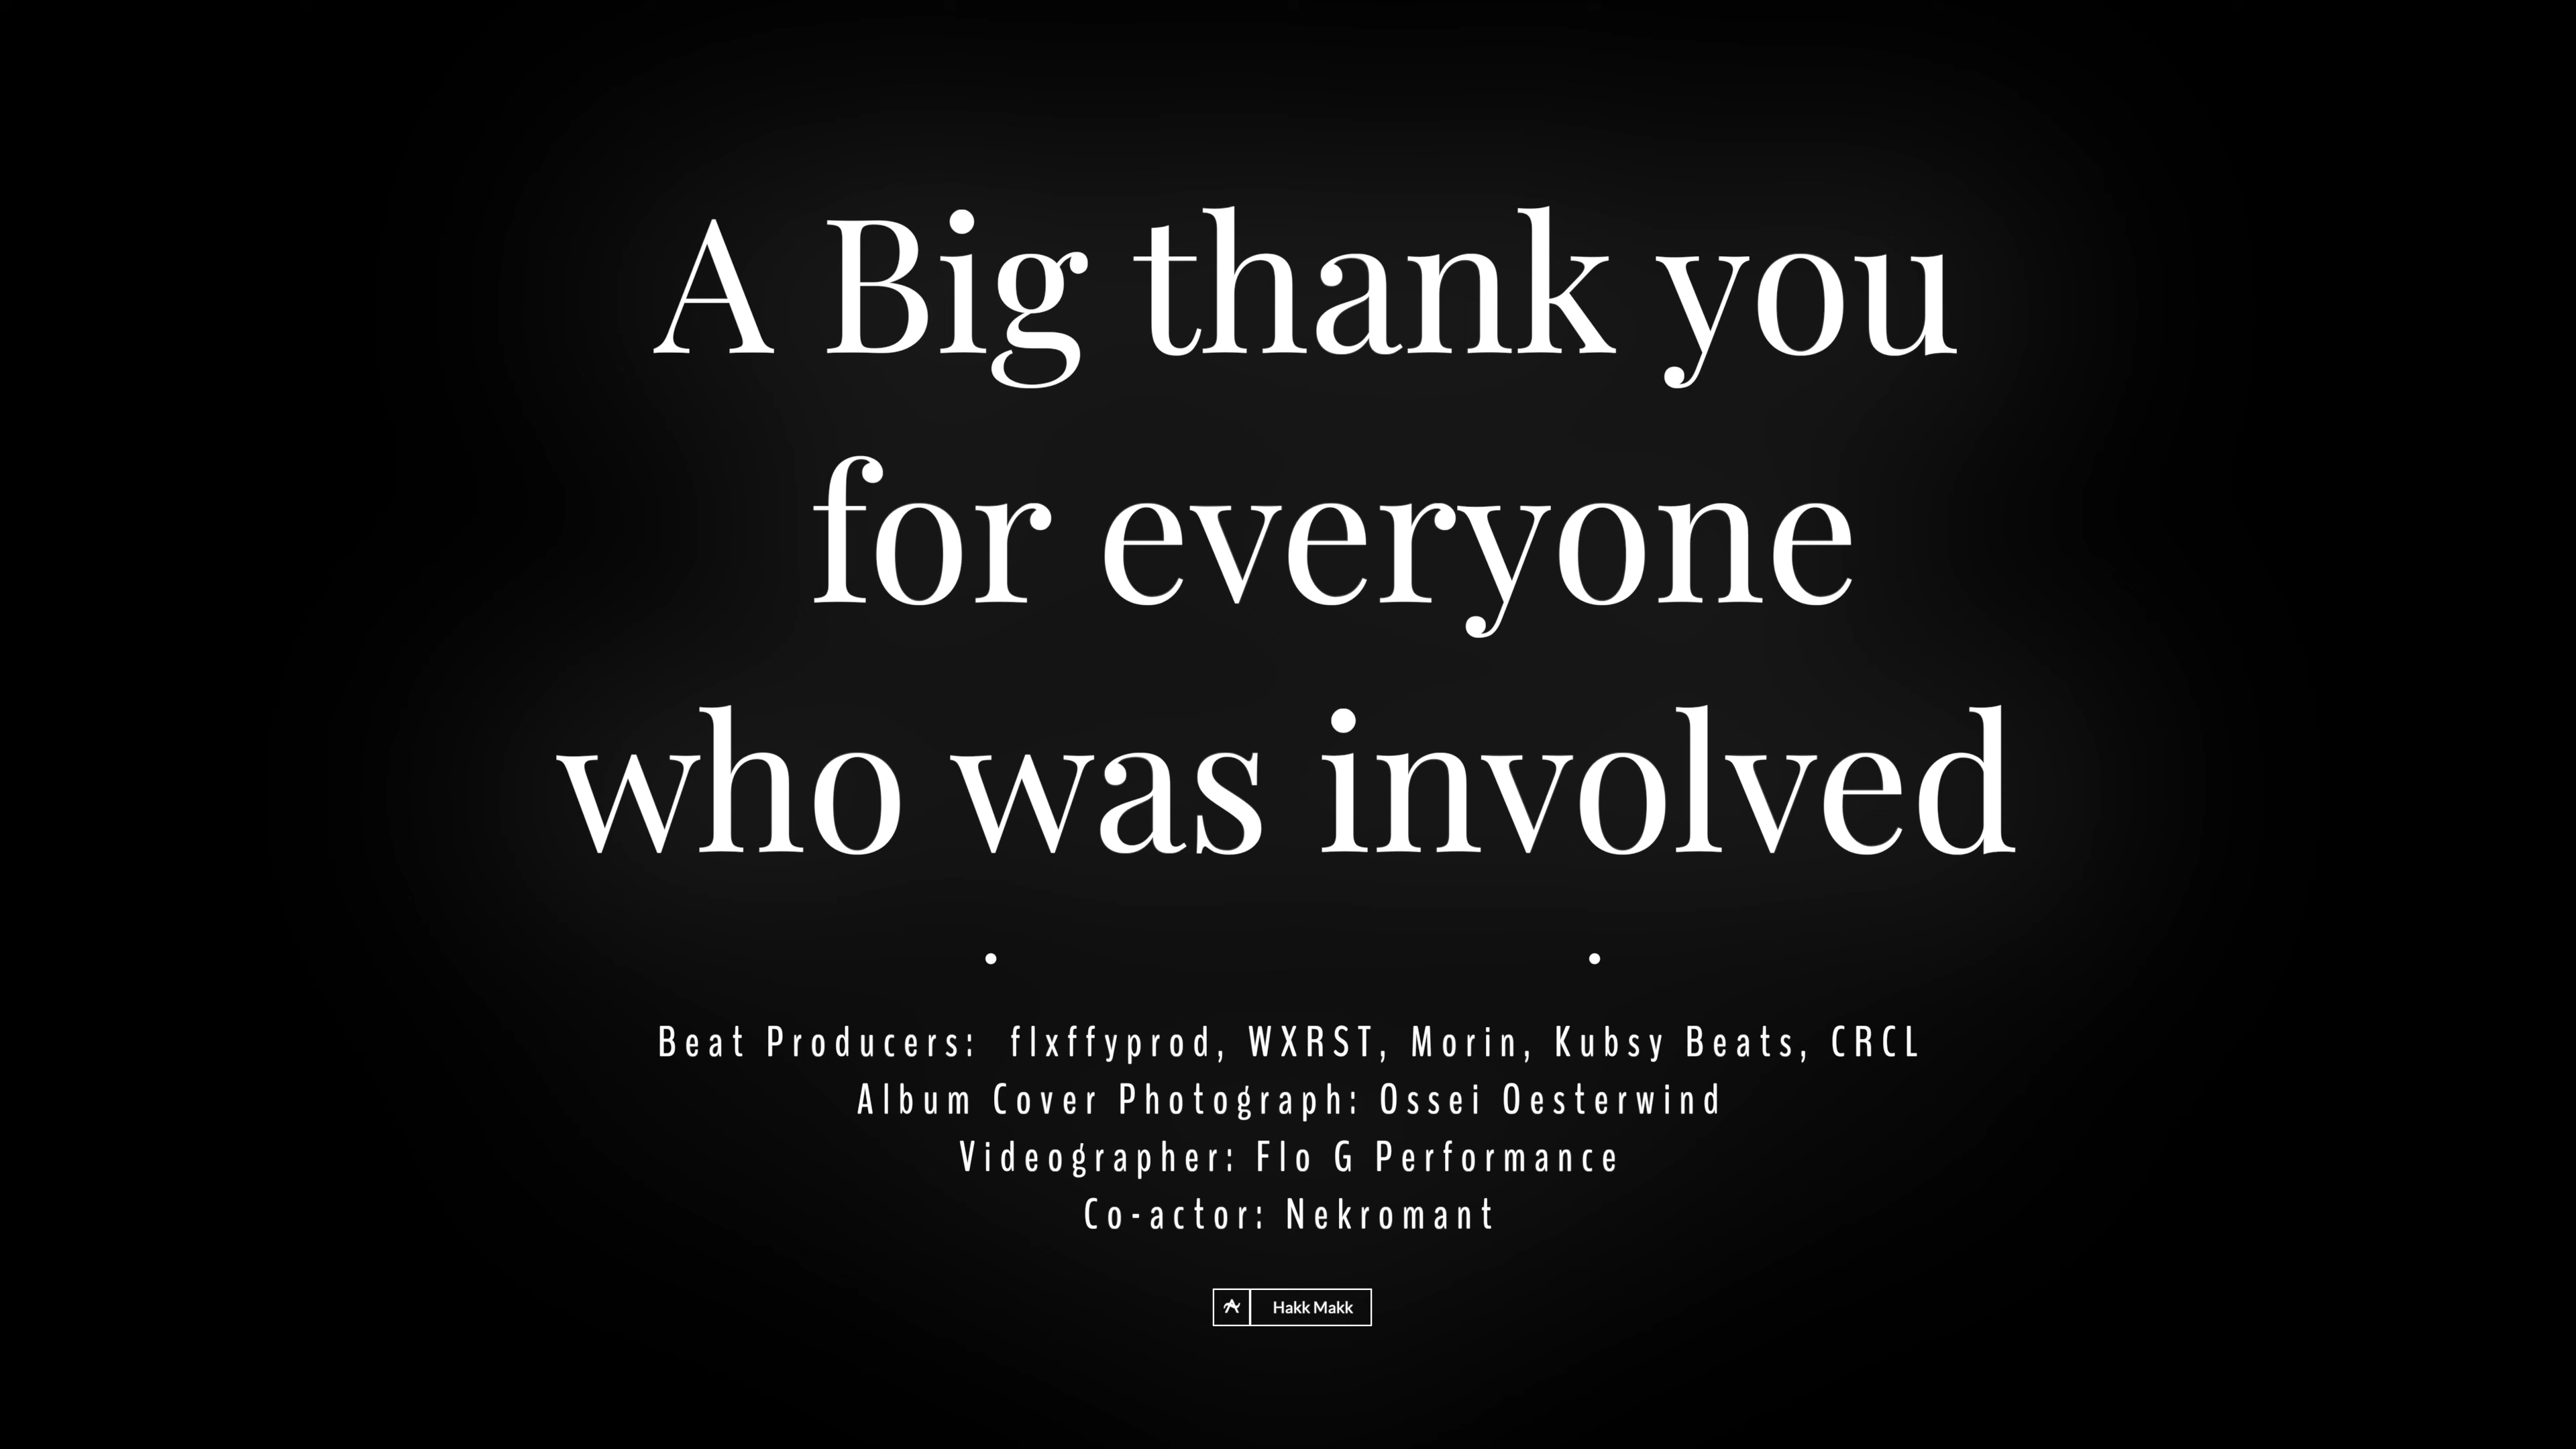 A Big thank you
for everyone
who was involved
Beat Producers:  flxffyprod, WXRST, Morin, Kubsy Beats, CRCL
Album Cover Photograph: Ossei Oesterwind
Videographer: Flo G Performance
Co-actor: Nekromant
Hakk Makk